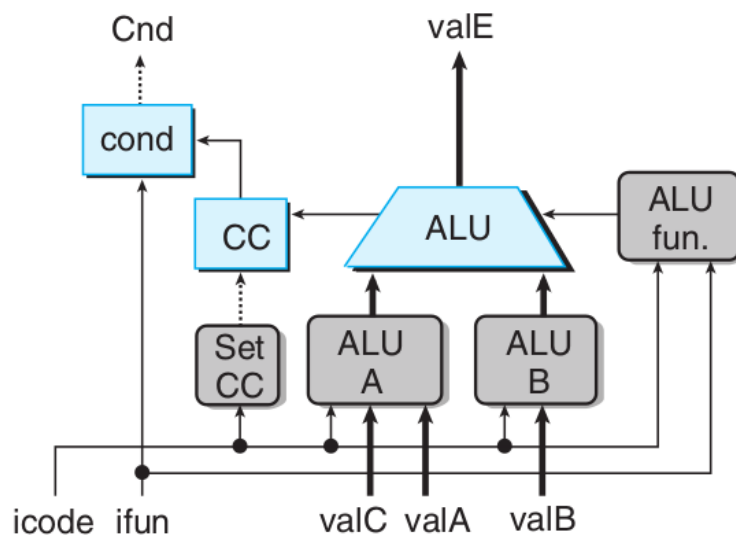 Cnd
valE
cond
CC
ALU
ALU
fun.
Set
CC
ALU
A
ALU
B
icode
ifun
valC
valA
valB